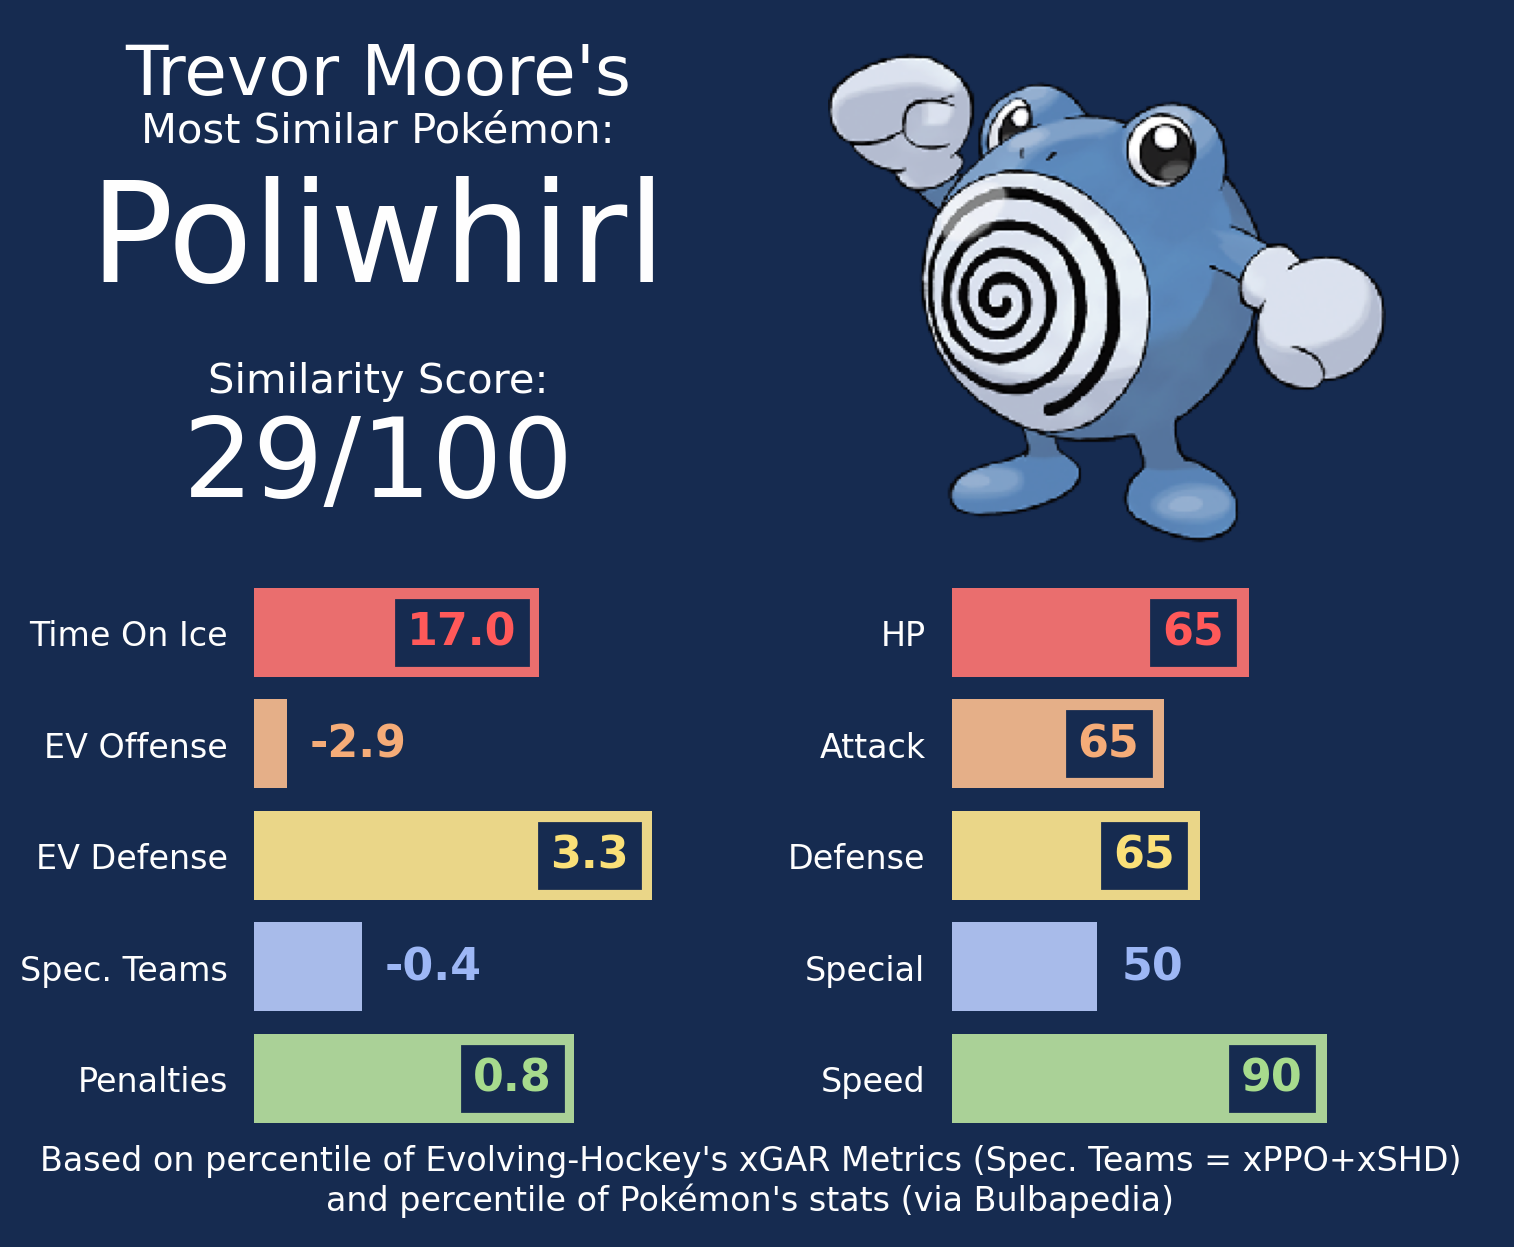 Trevor Moore's
Most Similar Pokémon:
Poliwhirl
Similarity Score:
29/100
Time On Ice 17.0
EV Offense -2.9
EV Defense 3.3
Spec. Teams -0.4
Penalties 0.8
HP 65
Attack 65
Defense 65
Special 50
Speed 90
Based on percentile of Evolving-Hockey's xGAR Metrics (Spec. Teams = xPPO+xSHD)
and percentile of Pokémon's stats (via Bulbapedia)